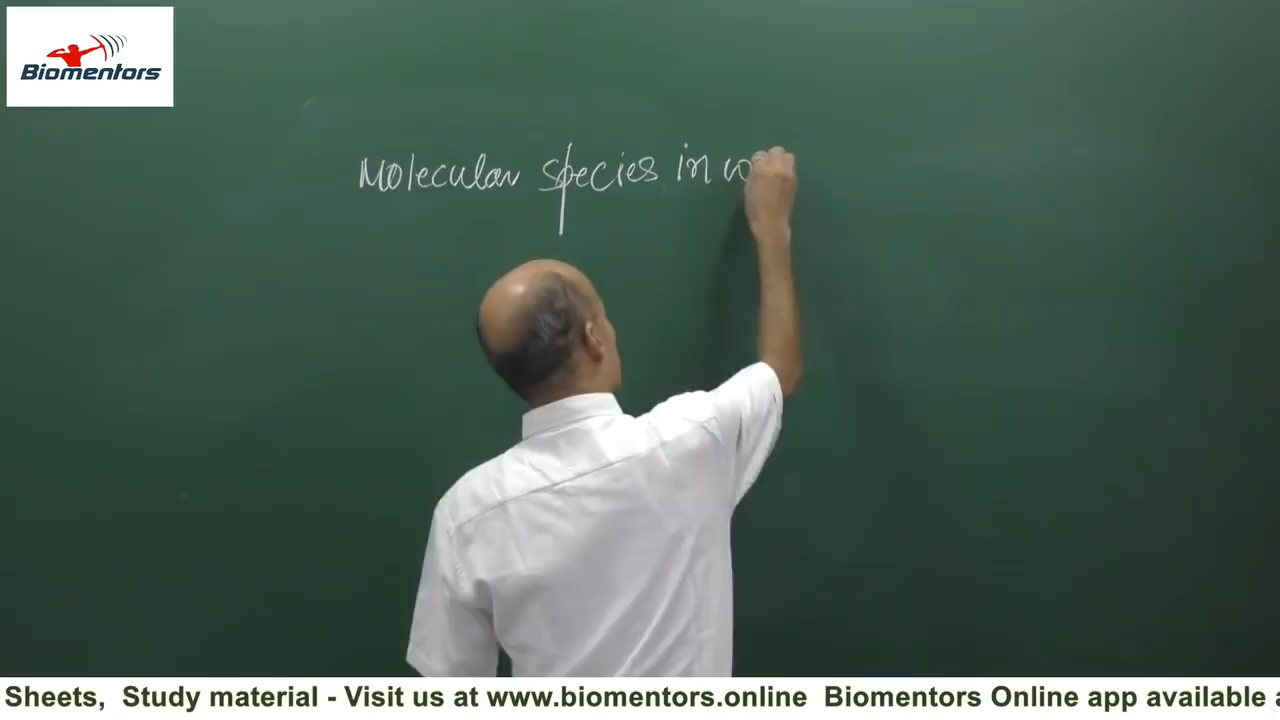 Biomentors
Molecular species in
Sheets, Study material - Visit us at www.biomentors.online Biomentors Online app available